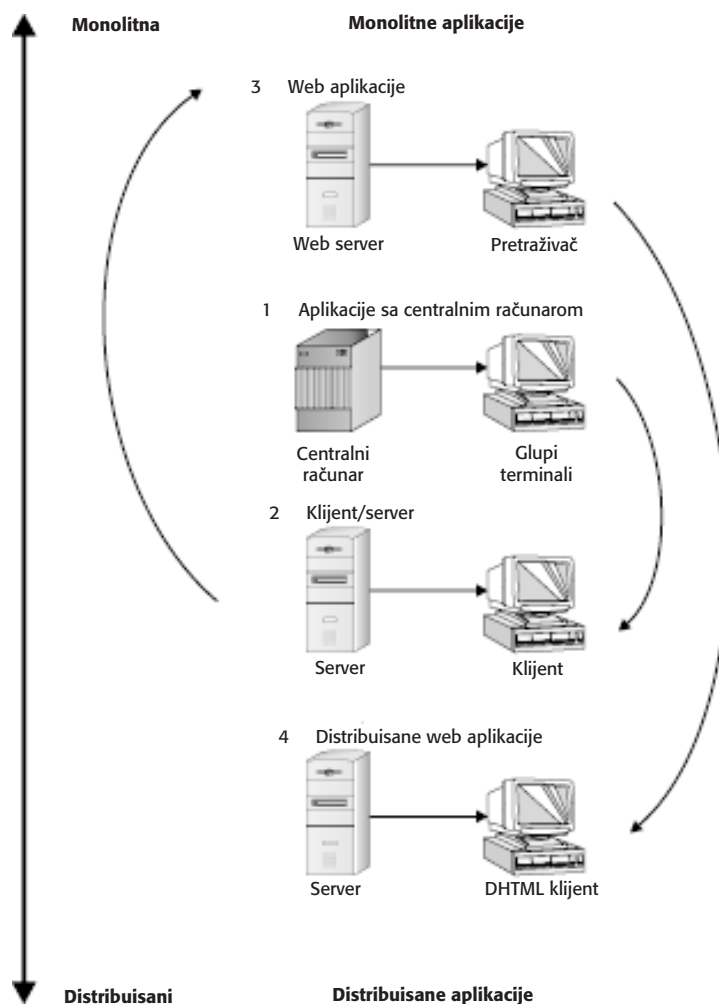 Monolitna Monolitne aplikacije
3 Web aplikacije
Web server Pretraživač
1 Aplikacije sa centralnim računarom
Centralni računar
Glupi terminali
2 Klijent/server
Server Klijent
4 Distribuisane web aplikacije
Server DHTML klijent
Distribuisani Distribuisane aplikacije